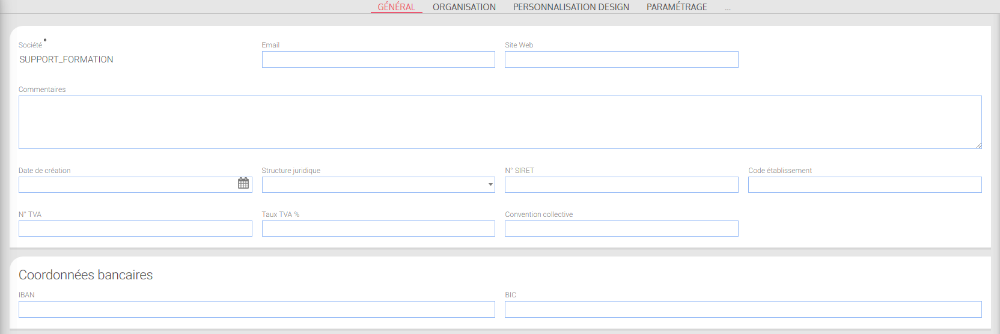 GÉNÉRAL ORGANISATION PERSONNALISATION DESIGN PARAMÉTRAGE ...
Société * Email Site Web
SUPPORT_FORMATION
Commentaires
Date de création Structure juridique N° SIRET Code établissement
N° TVA Taux TVA % Convention collective
Coordonnées bancaires
IBAN BIC